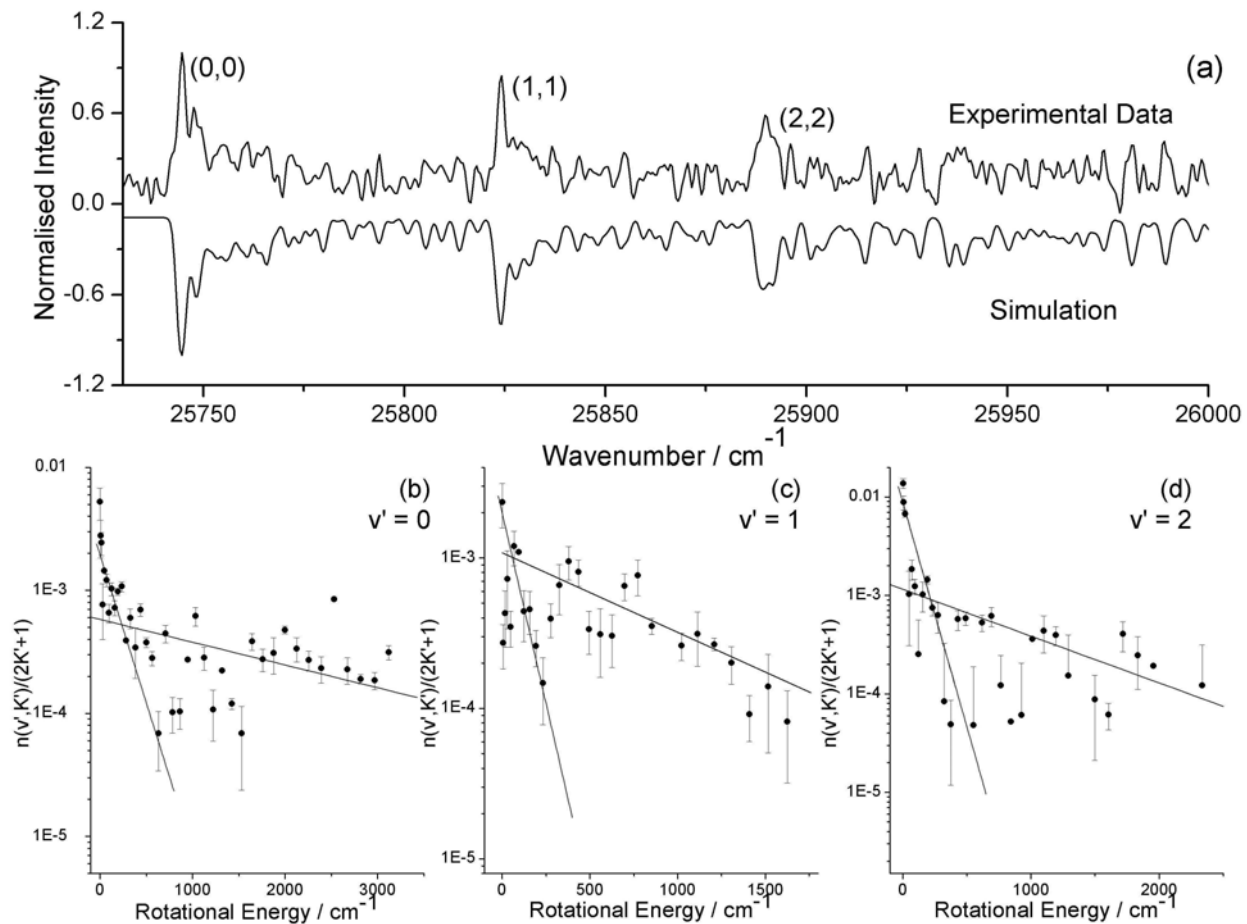 1.2
(a)
(0,0)
(1,1)
(2,2)
Experimental Data
0.6
0.0
-0.6
Simulation
-1.2
Normalised Intensity
25750 25800 25850 25900 25950 26000
Wavenumber / cm-1
0.01
(b)
v' = 0
1E-3
1E-4
1E-5
n(v',K')/(2K'+1)
0 1000 2000 3000
Rotational Energy / cm-1
(c)
v' = 1
1E-3
1E-4
1E-5
n(v',K')/(2K'+1)
0 500 1000 1500
Rotational Energy / cm-1
(d)
v' = 2
0.01
1E-3
1E-4
1E-5
n(v',K')/(2K'+1)
0 1000 2000
Rotational Energy / cm-1